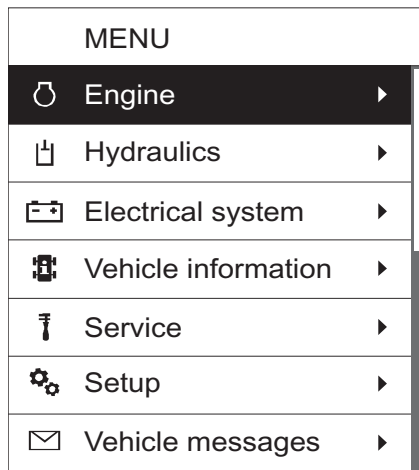 MENU
Engine
Hydraulics
Electrical system
Vehicle information
Service
Setup
Vehicle messages